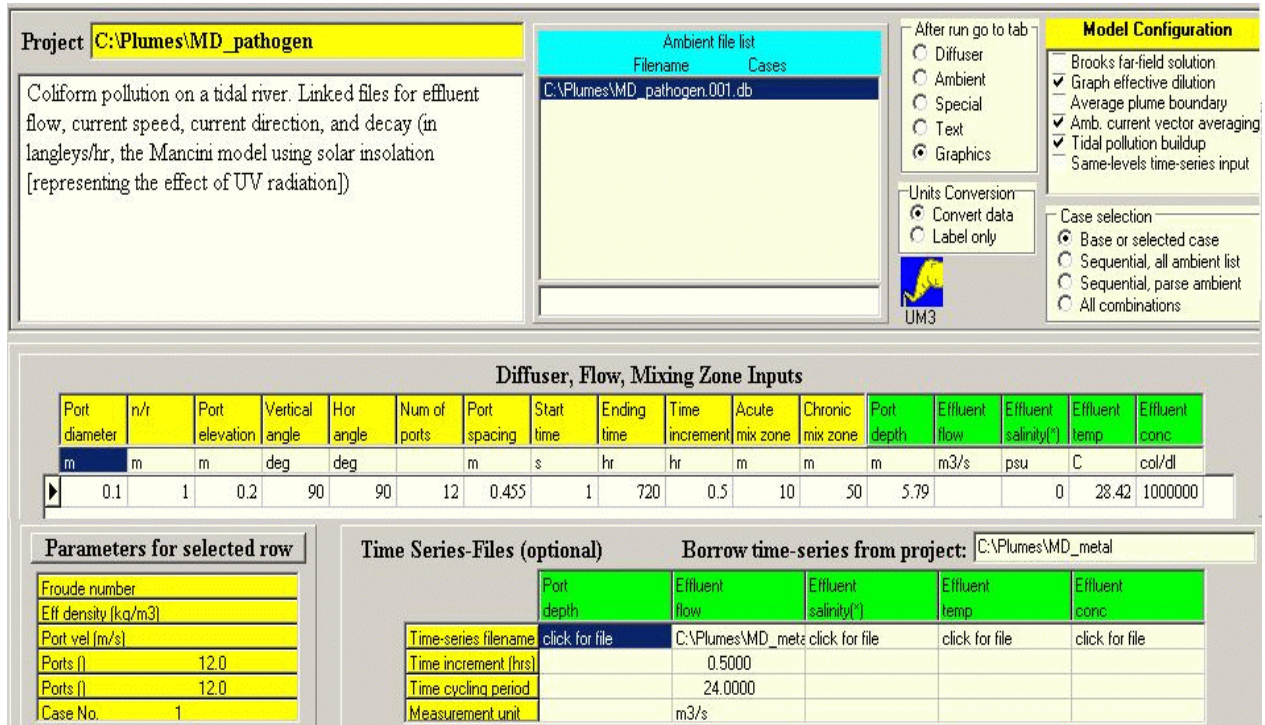 Project C:\Plumes\MD_pathogen
Coliform pollution on a tidal river. Linked files for effluent
flow, current speed, current direction, and decay (in
langleys/hr, the Mancini model using solar insolation
[representing the effect of UV radiation])
Ambient file list
Filename Cases
C:\Plumes\MD_pathogen.001.db
After run go to tab
Diffuser
Ambient
Special
Text
Graphics
Units Conversion
Convert data
Label only
UM3
Model Configuration
Brooks far-field solution
Graph effective dilution
Average plume boundary
Amb. current vector averaging
Tidal pollution buildup
Same-levels time-series input
Case selection
Base or selected case
Sequential, all ambient list
Sequential, parse ambient
All combinations
Diffuser, Flow, Mixing Zone Inputs
Port n/r Port Vertical Hor Num of Port Start Ending Time Acute Chronic Port Effluent Effluent Effluent Effluent
diameter elevation angle angle ports spacing time time increment mix zone mix zone depth flow salinity(*) temp conc
m m m deg deg m s hr hr m m m m3/s psu C col/dl
0.1 1 0.2 90 90 12 0.455 1 720 0.5 10 50 5.79 0 28.42 1000000
Parameters for selected row
Froude number
Eff density (kg/m3)
Port vel (m/s)
Ports () 12.0
Ports () 12.0
Case No. 1
Time Series-Files (optional) Borrow time-series from project: C:\Plumes\MD_metal
Port Effluent Effluent Effluent Effluent
depth flow salinity(*) temp conc
Time-series filename click for file C:\Plumes\MD_meta click for file click for file click for file
Time increment (hrs) 0.5000
Time cycling period 24.0000
Measurement unit m3/s